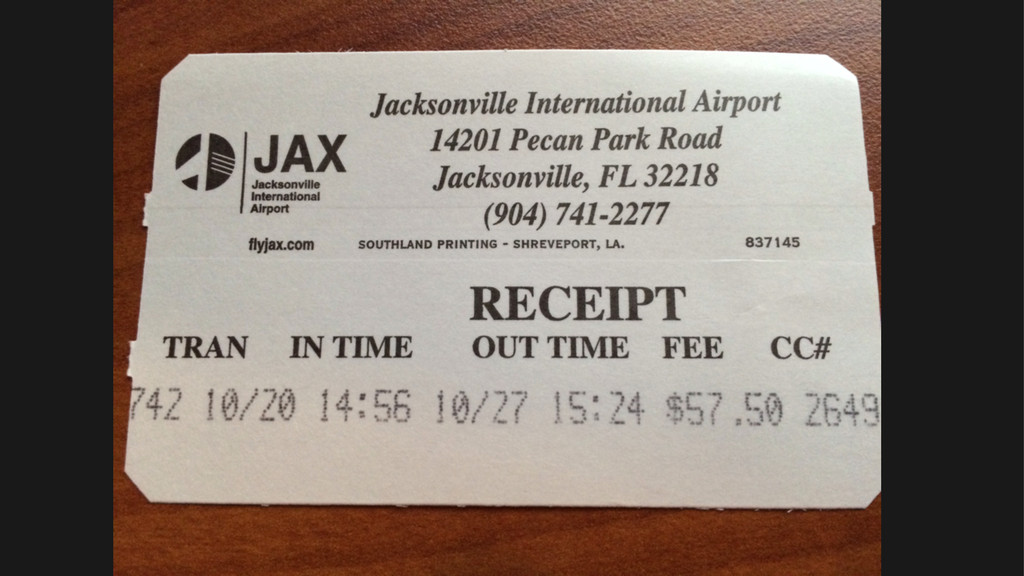 Jacksonville International Airport
14201 Pecan Park Road
Jacksonville, FL 32218
(904) 741-2277
JAX
Jacksonville
International
Airport
flyjax.com SOUTHLAND PRINTING - SHREVEPORT, LA. 837145
RECEIPT
TRAN IN TIME OUT TIME FEE CC#
742 10/20 14:56 10/27 15:24 $57.50 2649